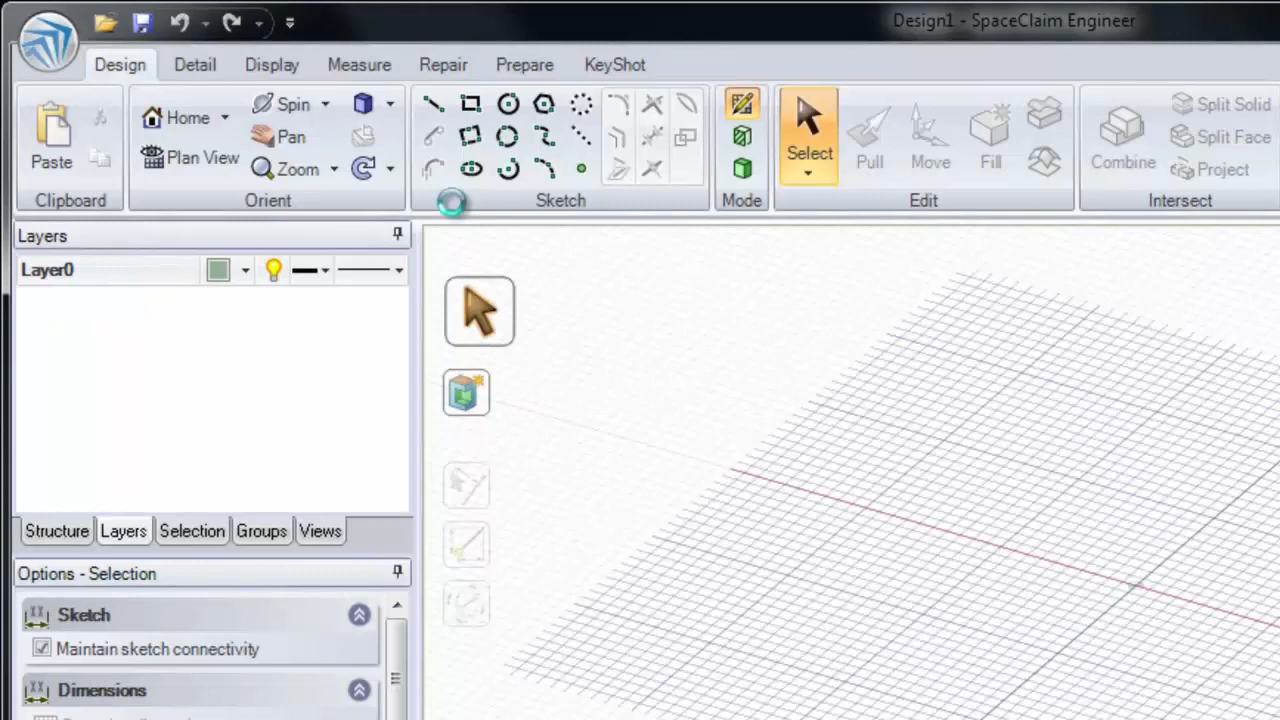 Design1 - SpaceClaim Engineer
Design Detail Display Measure Repair Prepare KeyShot
Paste
Clipboard
Home
Plan View
Spin
Pan
Zoom
Orient
Sketch
Mode
Select
Pull
Move
Fill
Edit
Combine
Split Solid
Split Face
Project
Intersect
Layers
Layer0
Structure Layers Selection Groups Views
Options - Selection
Sketch
Maintain sketch connectivity
Dimensions